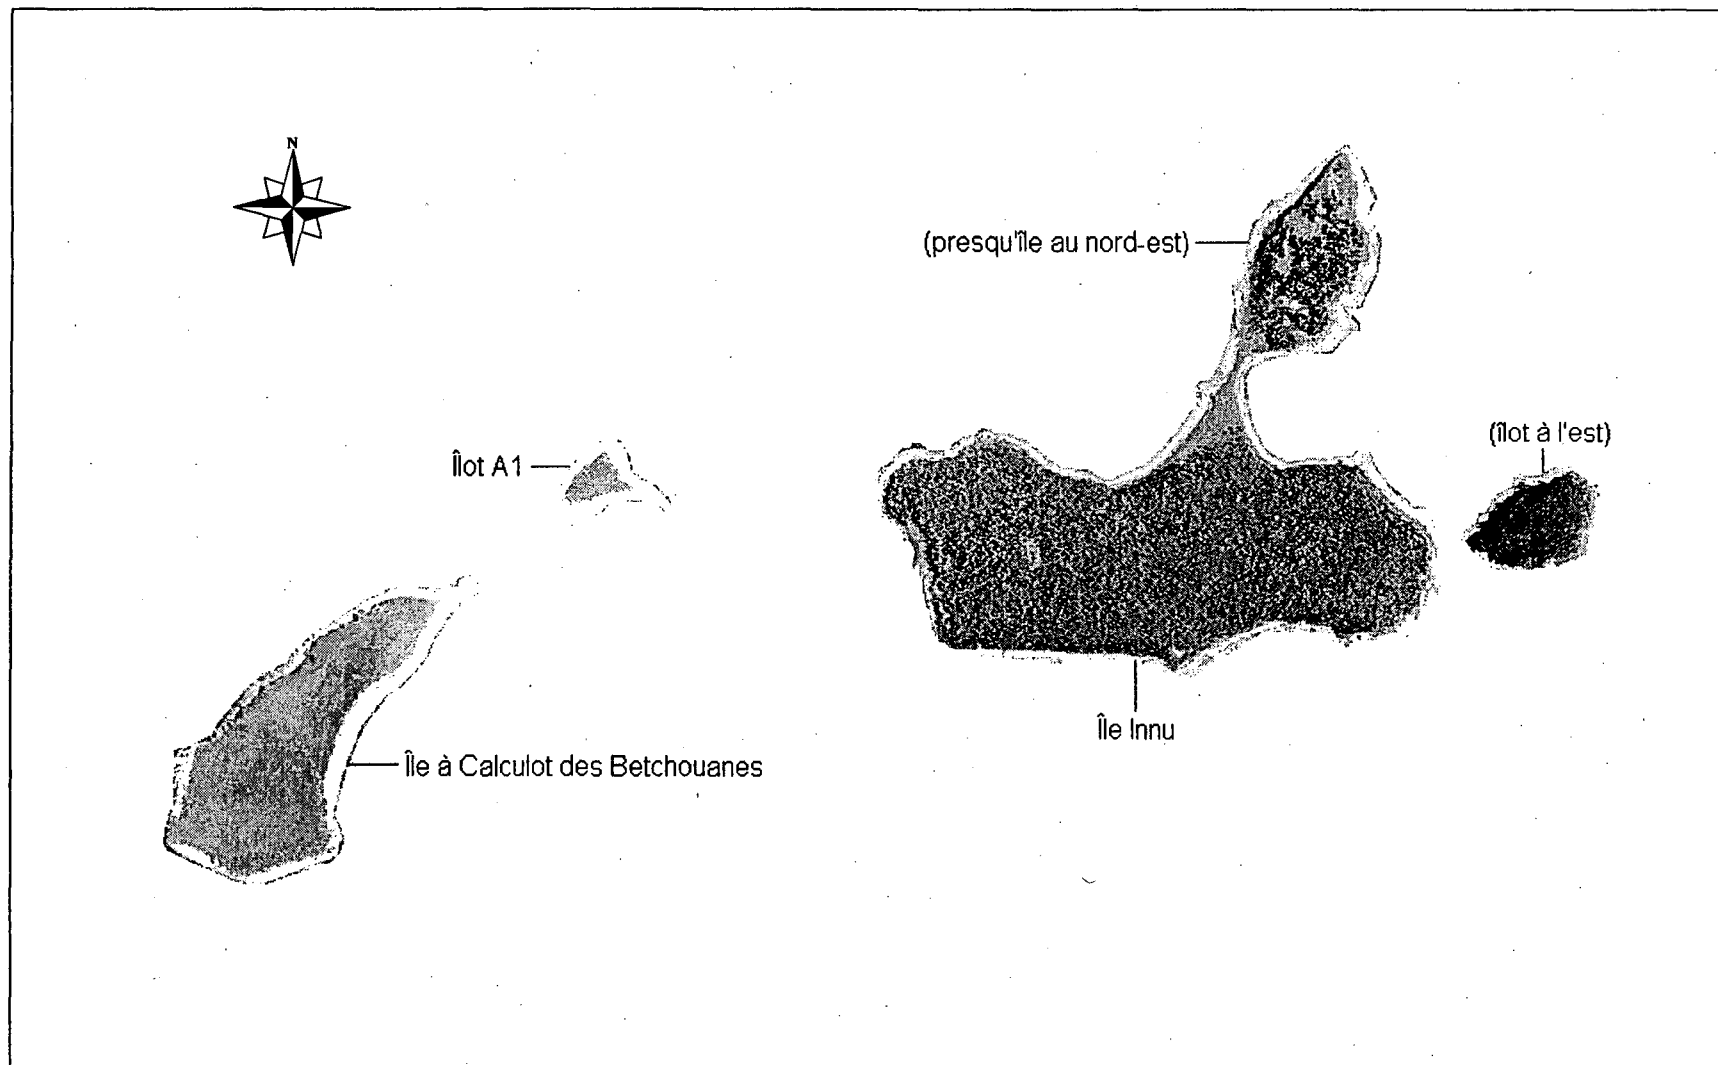 N
(presqu'île au nord-est)
(îlot à l'est)
Îlot A1
Île Innu
Île à Calculot des Betchouanes